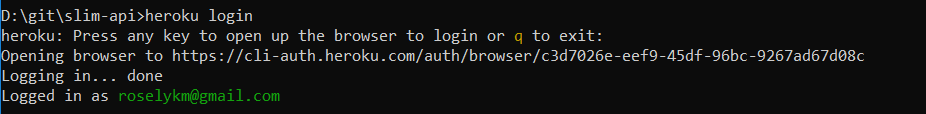 D:\git\slim-api>heroku login
heroku: Press any key to open up the browser to login or q to exit:
Opening browser to https://cli-auth.heroku.com/auth/browser/c3d7026e-eef9-45df-96bc-9267ad67d08c
Logging in... done
Logged in as roselykm@gmail.com